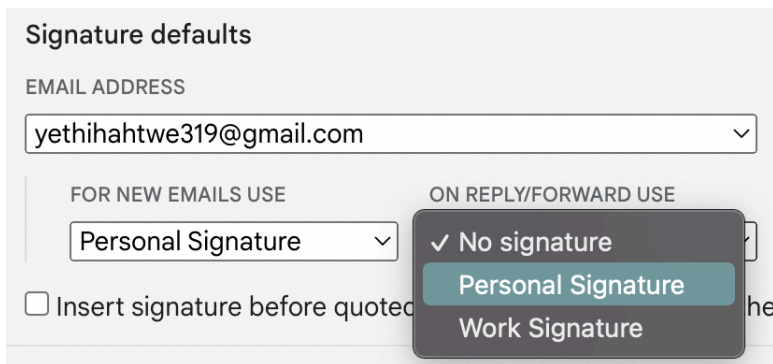 Signature defaults
EMAIL ADDRESS
yethihahtwe319@gmail.com
FOR NEW EMAILS USE
ON REPLY/FORWARD USE
Personal Signature
✓ No signature
Personal Signature
Work Signature
Insert signature before quoted